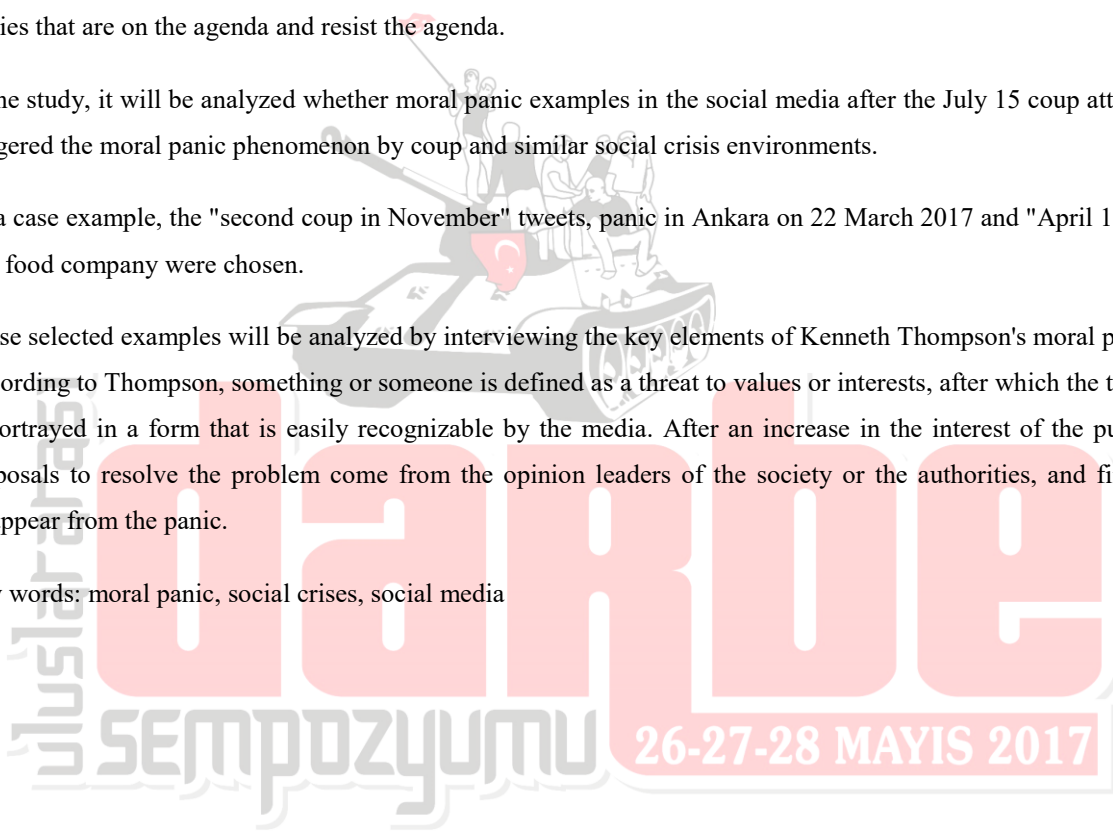 ies that are on the agenda and resist the agenda.
ne study, it will be analyzed whether moral panic examples in the social media after the July 15 coup att
gered the moral panic phenomenon by coup and similar social crisis environments.
a case example, the "second coup in November" tweets, panic in Ankara on 22 March 2017 and "April 1
food company were chosen.
se selected examples will be analyzed by interviewing the key elements of Kenneth Thompson's moral p
ording to Thompson, something or someone is defined as a threat to values or interests, after which the t
ortrayed in a form that is easily recognizable by the media. After an increase in the interest of the pu
posals to resolve the problem come from the opinion leaders of the society or the authorities, and fi
appear from the panic.
words: moral panic, social crises, social media
uluslararası
darbe
SEMPOZYUMU
26-27-28 MAYIS 2017